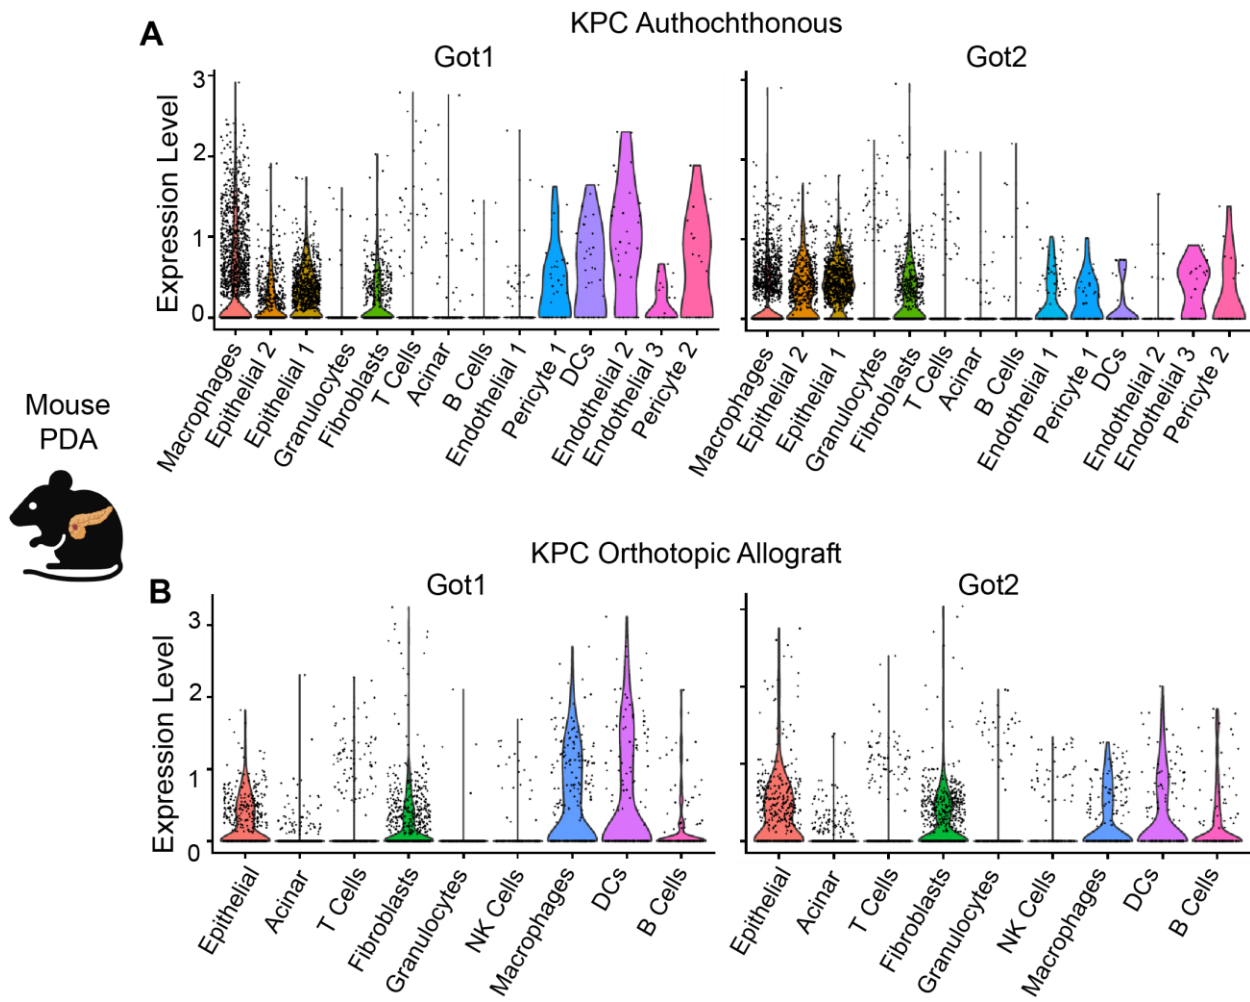 A
KPC Authochthonous
Got1
Got2
Expression Level
3
2
1
0
Macrophages
Epithelial 2
Epithelial 1
Granulocytes
Fibroblasts
T Cells
Acinar
B Cells
Endothelial 1
Pericyte 1
DCs
Endothelial 2
Endothelial 3
Pericyte 2
Macrophages
Epithelial 2
Epithelial 1
Granulocytes
Fibroblasts
T Cells
Acinar
B Cells
Endothelial 1
Pericyte 1
DCs
Endothelial 2
Endothelial 3
Pericyte 2
Mouse
PDA
KPC Orthotopic Allograft
B
Got1
Got2
Expression Level
3
2
1
0
Epithelial
Acinar
T Cells
Fibroblasts
Granulocytes
NK Cells
Macrophages
DCs
B Cells
Epithelial
Acinar
T Cells
Fibroblasts
Granulocytes
NK Cells
Macrophages
DCs
B Cells